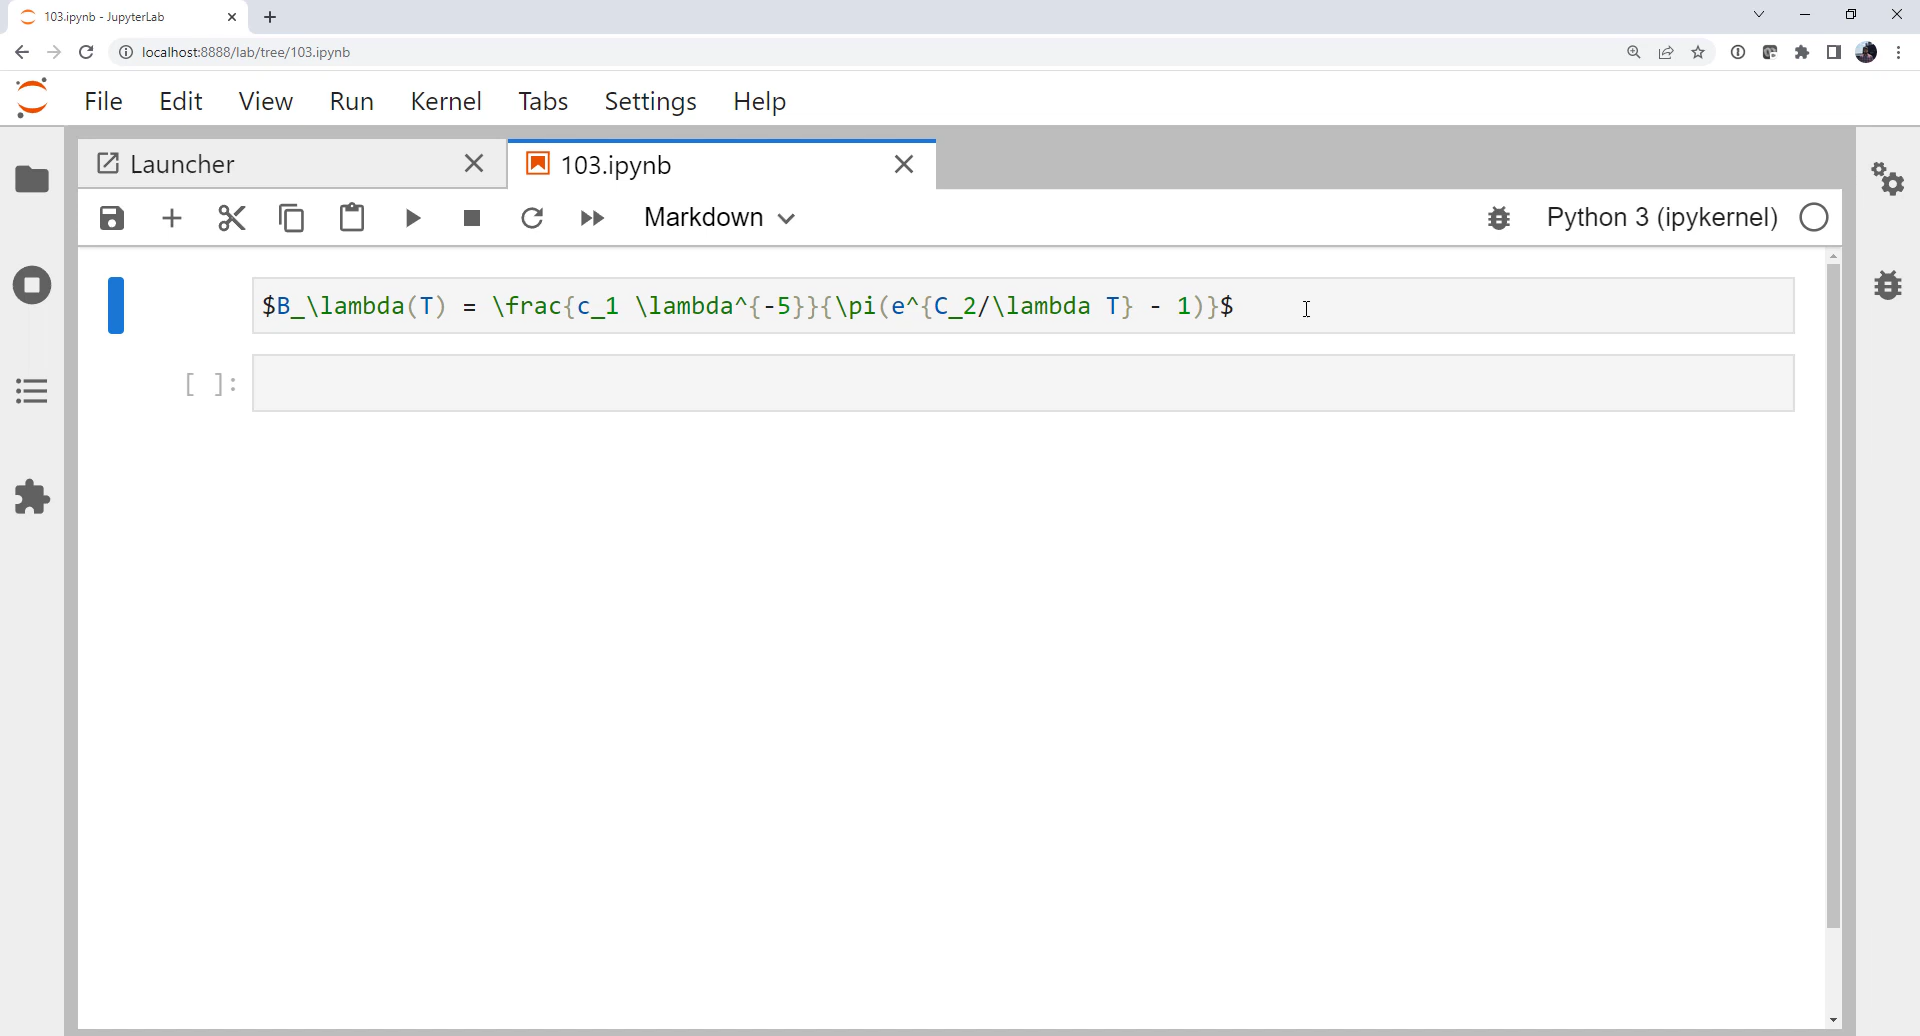 103.ipynb - JupyterLab
localhost:8888/lab/tree/103.ipynb
File Edit View Run Kernel Tabs Settings Help
Launcher 103.ipynb
Markdown Python 3 (ipykernel)
$B_\lambda(T) = \frac{c_1 \lambda^{-5}}{\pi(e^{C_2/\lambda T} - 1)}$
[ ]: